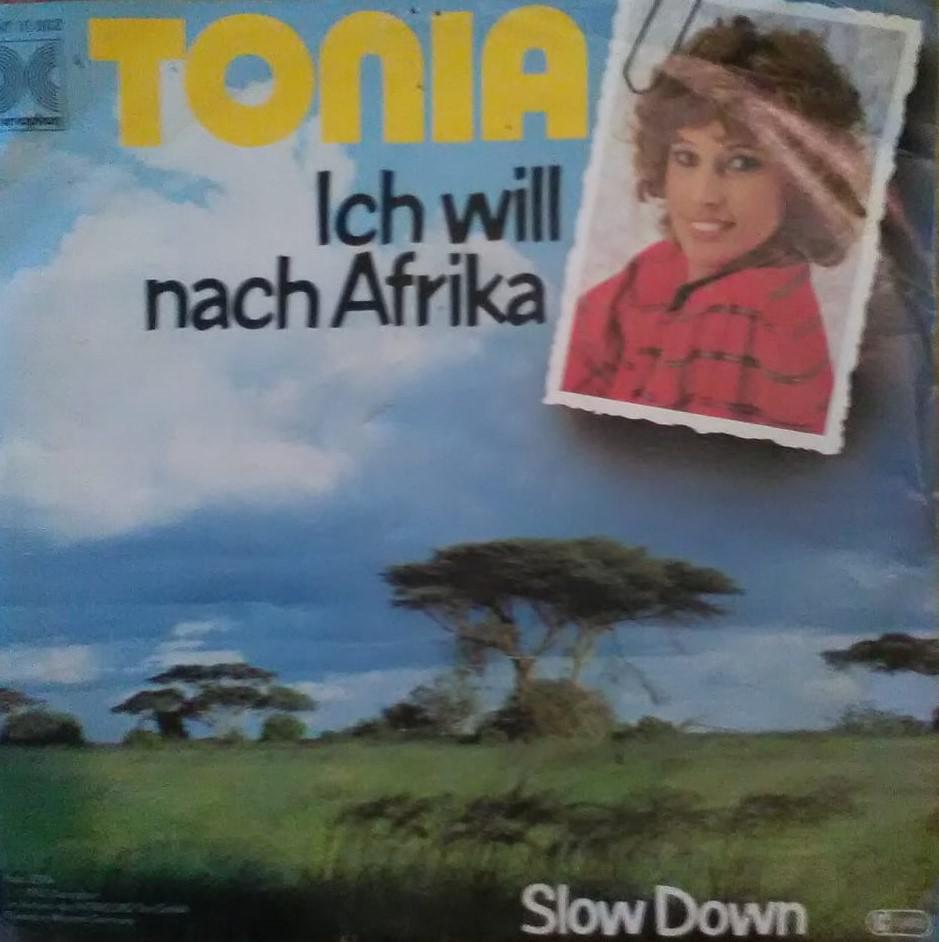 TONIA
Ich will
nach Afrika
Slow Down